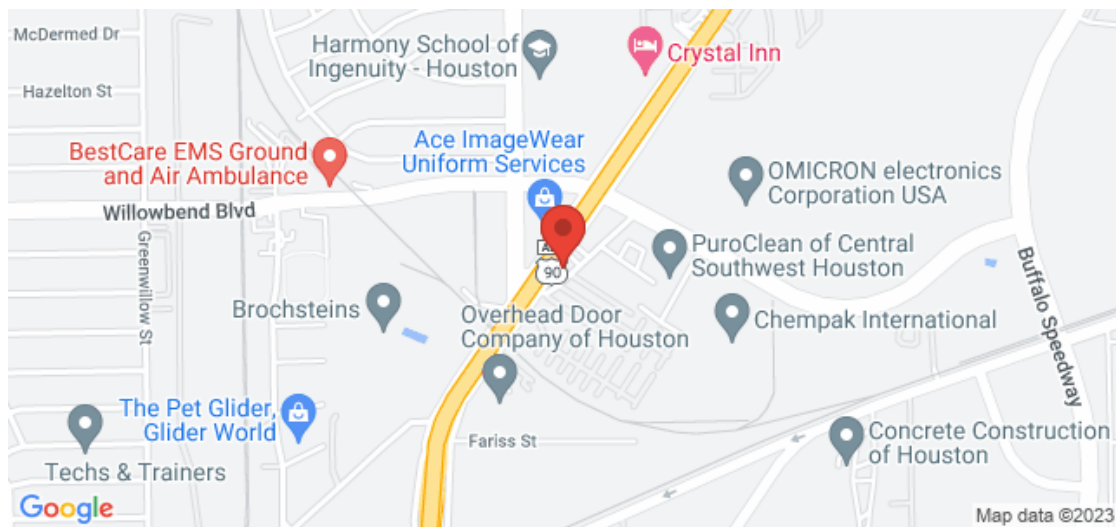 McDermed Dr
Hazelton St
Harmony School of
Ingenuity - Houston
Crystal Inn
BestCare EMS Ground
and Air Ambulance
Ace ImageWear
Uniform Services
OMICRON electronics
Corporation USA
Willowbend Blvd
Greenwillow St
90
PuroClean of Central
Southwest Houston
Buffalo Speedway
Brochsteins
Overhead Door
Company of Houston
Chempak International
The Pet Glider,
Glider World
Fariss St
Techs & Trainers
Concrete Construction
of Houston
Google
Map data ©2023